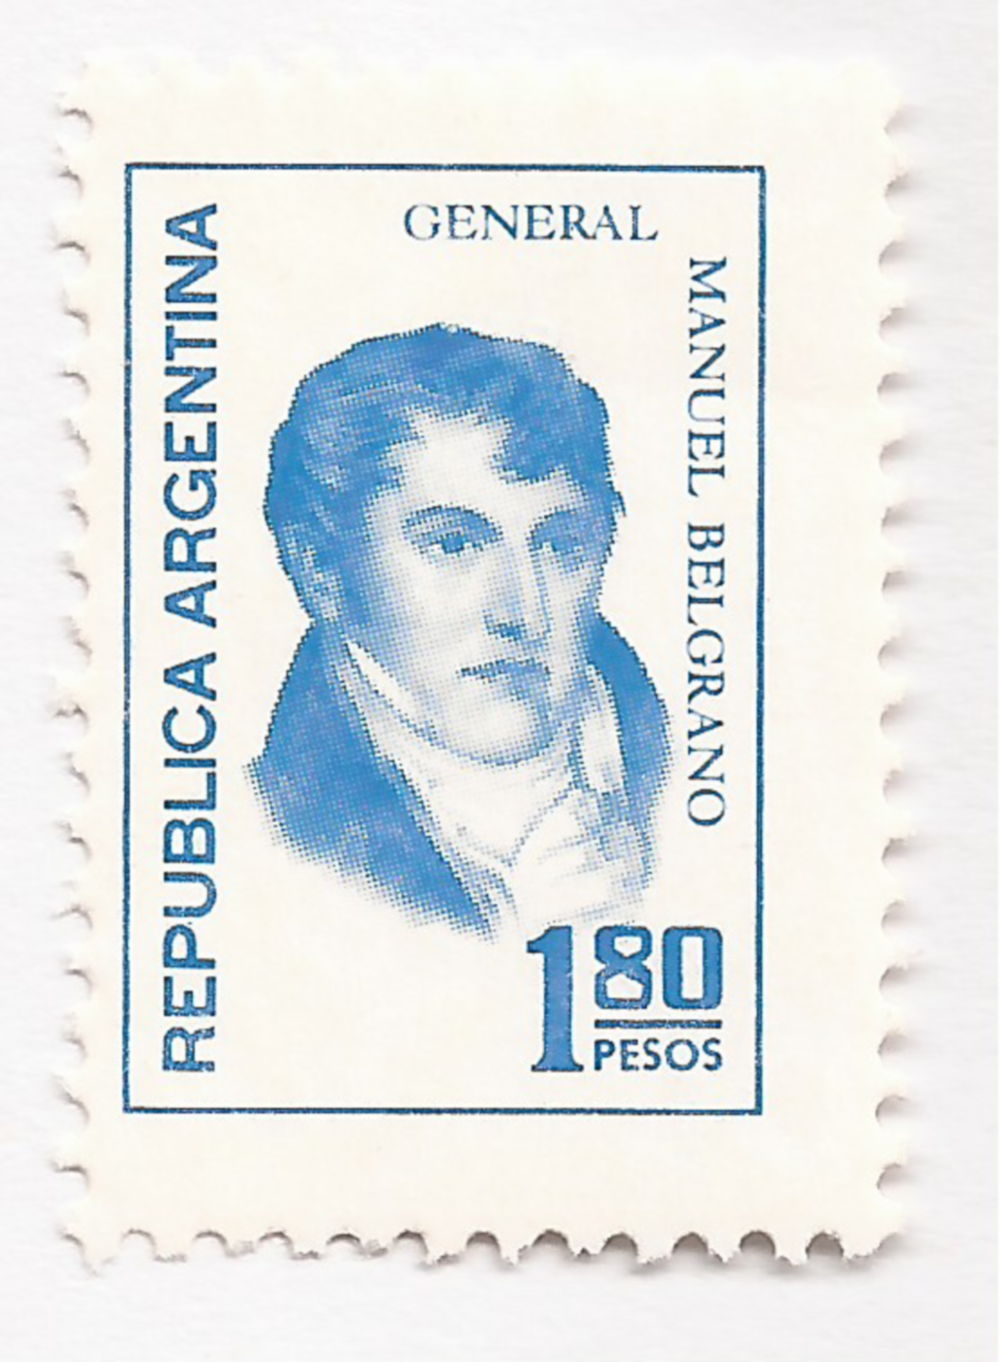 REPUBLICA ARGENTINA
GENERAL
MANUEL BELGRANO
1 80
PESOS